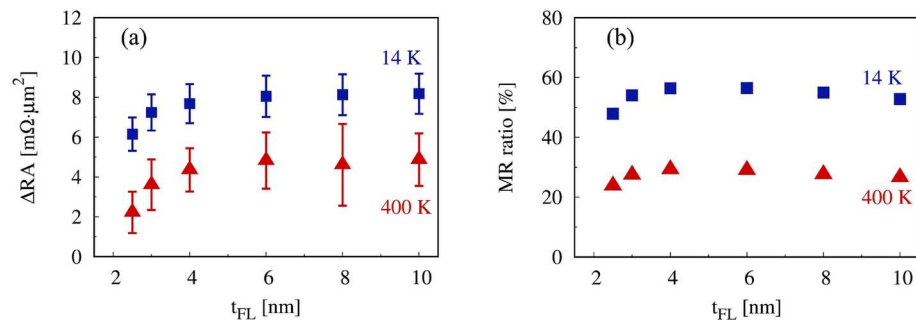 (a)
14 K
400 K
ΔRA [mΩ·μm²]
12
10
8
6
4
2
0
2 4 6 8 10
t_FL [nm]
(b)
14 K
400 K
MR ratio [%]
80
60
40
20
0
2 4 6 8 10
t_FL [nm]